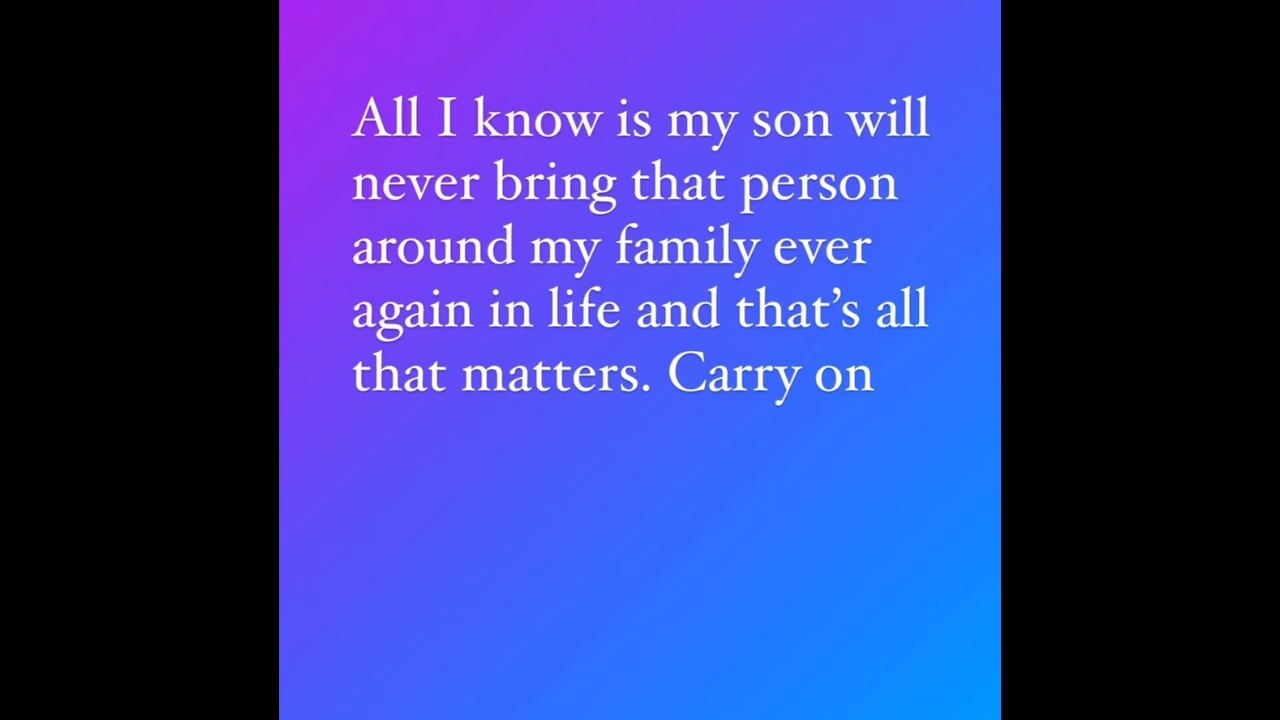 All I know is my son will
never bring that person
around my family ever
again in life and that’s all
that matters. Carry on